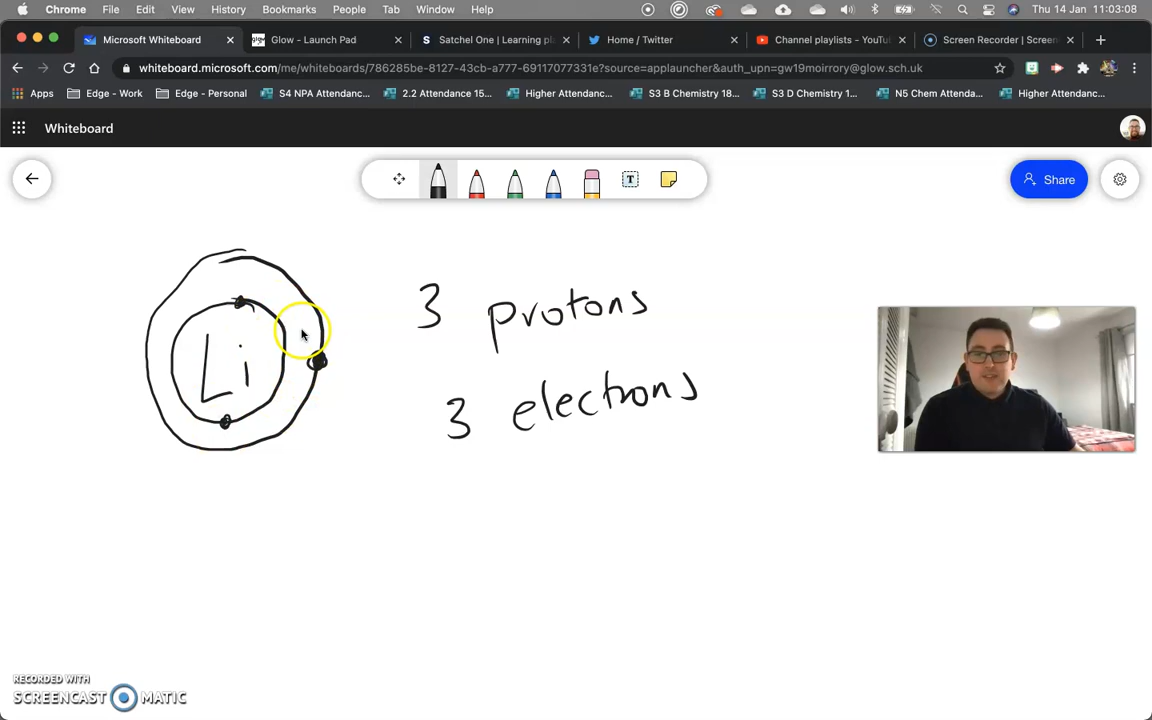 Chrome File Edit View History Bookmarks People Tab Window Help Thu 14 Jan 11:03:08
Microsoft Whiteboard Glow - Launch Pad Satchel One | Learning pl Home / Twitter Channel playlists - YouTu Screen Recorder | Screen
whiteboard.microsoft.com/me/whiteboards/786285be-8127-43cb-a777-69117077331e?source=applauncher&auth_upn=gw19moirrory@glow.sch.uk
Apps Edge - Work Edge - Personal S4 NPA Attendanc... 2.2 Attendance 15... Higher Attendanc... S3 B Chemistry 18... S3 D Chemistry 1... N5 Chem Attenda... Higher Attendanc...
Whiteboard
T
Share
Li
3 protons
3 electrons
RECORDED WITH
SCREENCAST MATIC